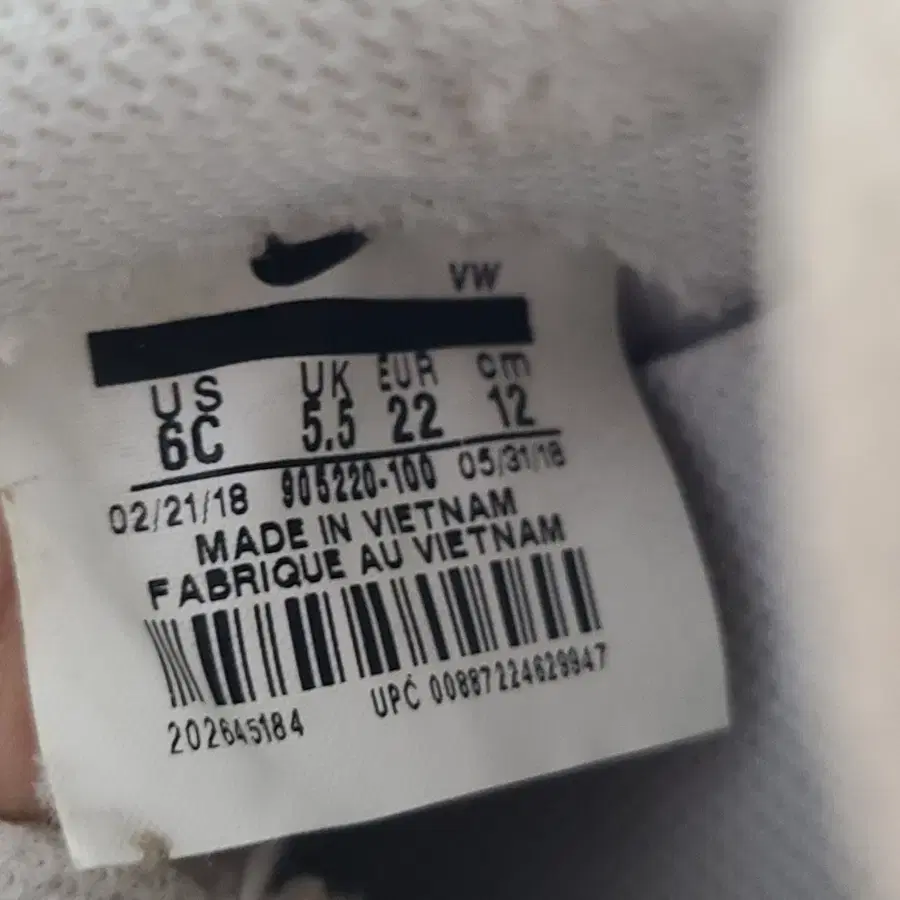 VW
US UK EUR cm
6C 5.5 22 12
02/21/18 905220-100 05/31/18
MADE IN VIETNAM
FABRIQUE AU VIETNAM
202645184 UPC 00887224629947